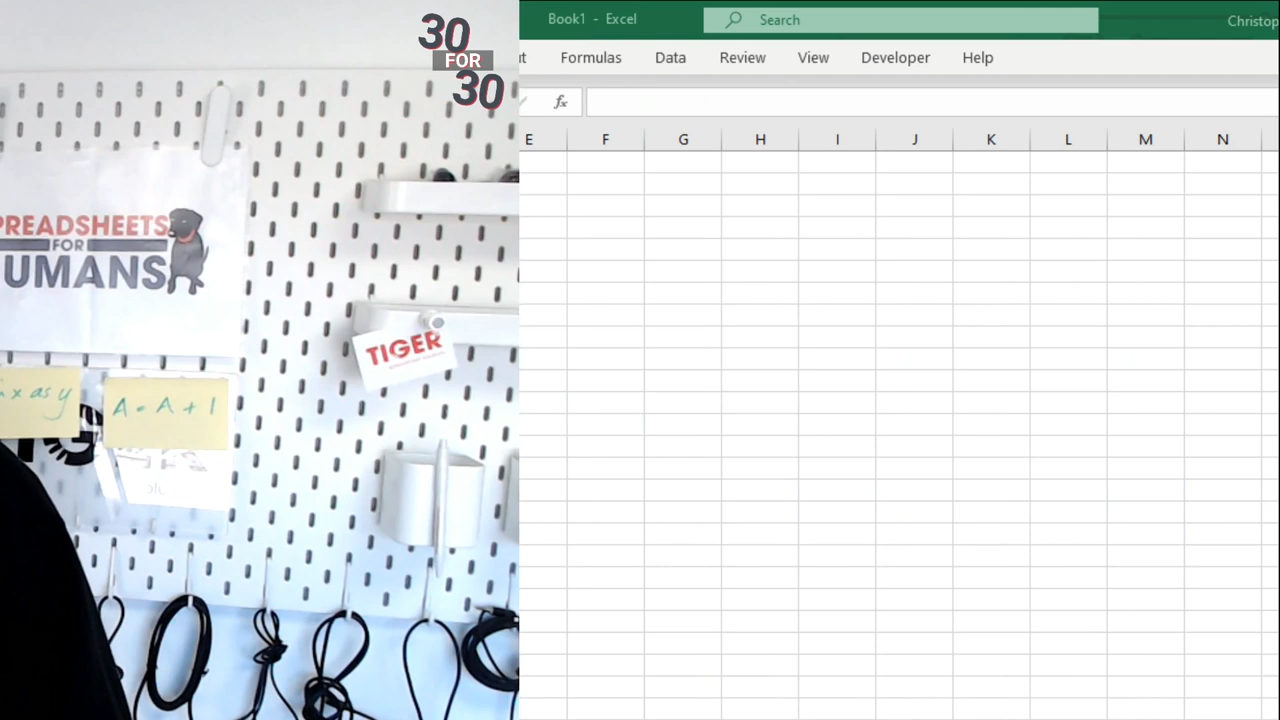 30
FOR
30
PREADSHEETS
FOR
UMANS
TIGER
x as y
A = A + 1
Book1 - Excel
Search
Christop
Formulas Data Review View Developer Help
fx
E F G H I J K L M N